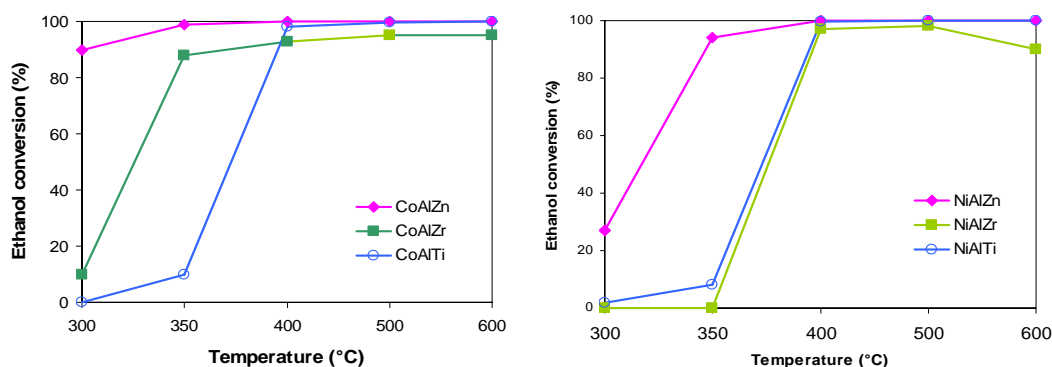 Ethanol conversion (%)
100
80
60
40
20
0
300 350 400 500 600
Temperature (°C)
CoAlZn
CoAlZr
CoAlTi
Ethanol conversion (%)
100
80
60
40
20
0
300 350 400 500 600
Temperature (°C)
NiAlZn
NiAlZr
NiAlTi